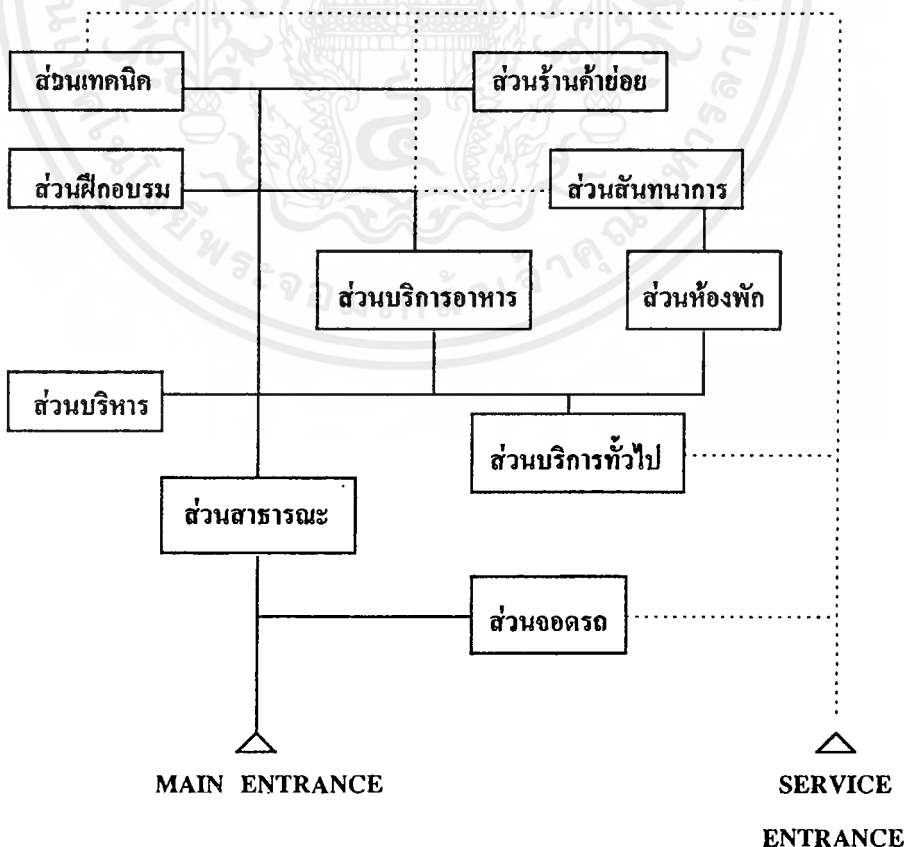 ส่วนเทคนิค
ส่วนร้านค้าย่อย
ส่วนฝึกอบรม
ส่วนสันทนาการ
ส่วนบริการอาหาร
ส่วนห้องพัก
ส่วนบริหาร
ส่วนบริการทั่วไป
ส่วนสาธารณะ
ส่วนจอดรถ
MAIN ENTRANCE
SERVICE
ENTRANCE